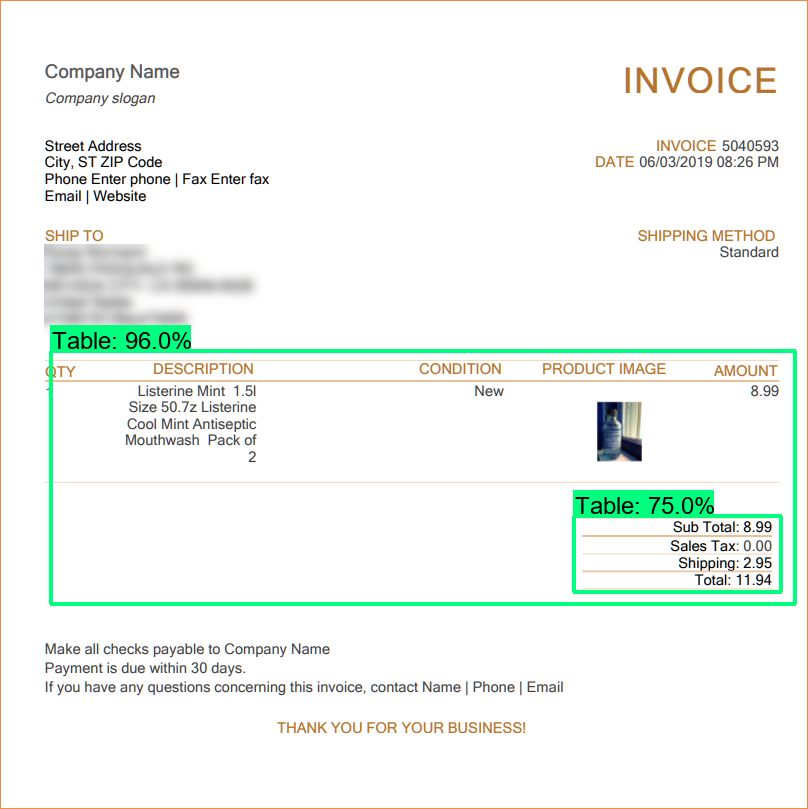 Company Name
INVOICE
Company slogan
Street Address
INVOICE 5040593
City, ST ZIP Code
DATE 06/03/2019 08:26 PM
Phone Enter phone | Fax Enter fax
Email | Website
SHIP TO
SHIPPING METHOD
Standard
Table: 96.0%
QTY DESCRIPTION CONDITION PRODUCT IMAGE AMOUNT
1 Listerine Mint 1.5l New 8.99
Size 50.7z Listerine
Cool Mint Antiseptic
Mouthwash Pack of
2
Table: 75.0%
Sub Total: 8.99
Sales Tax: 0.00
Shipping: 2.95
Total: 11.94
Make all checks payable to Company Name
Payment is due within 30 days.
If you have any questions concerning this invoice, contact Name | Phone | Email
THANK YOU FOR YOUR BUSINESS!